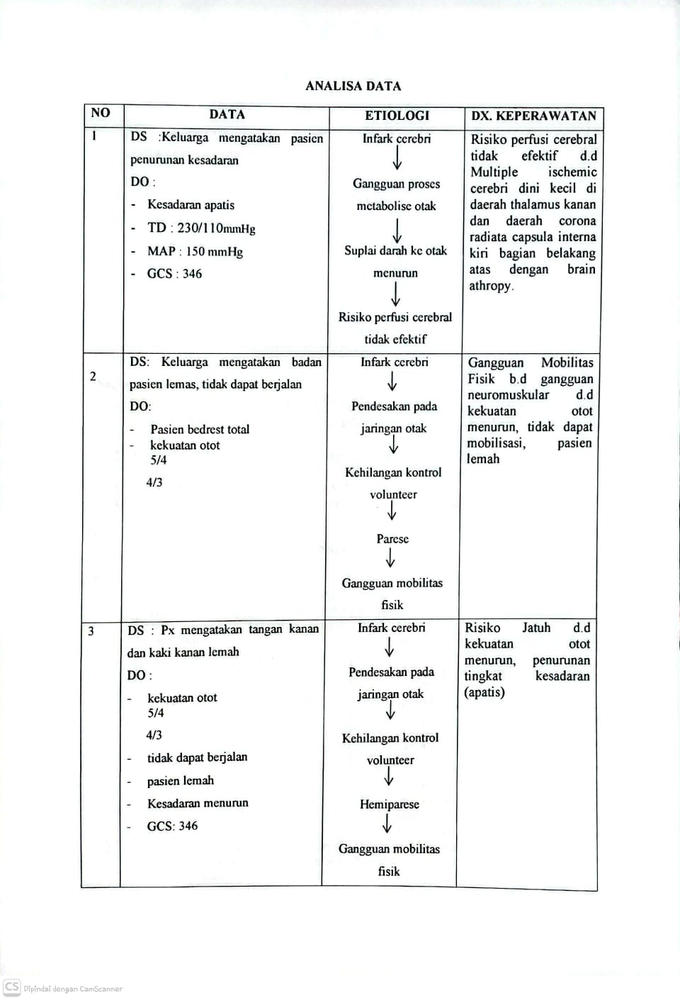 ANALISA DATA
NO DATA ETIOLOGI DX. KEPERAWATAN
1
DS :Keluarga mengatakan pasien
penurunan kesadaran
DO :
- Kesadaran apatis
- TD : 230/110mmHg
- MAP : 150 mmHg
- GCS : 346
Infark cerebri
↓
Gangguan proses
metabolise otak
↓
Suplai darah ke otak
menurun
↓
Risiko perfusi cerebral
tidak efektif
Risiko perfusi cerebral
tidak efektif d.d
Multiple ischemic
cerebri dini kecil di
daerah thalamus kanan
dan daerah corona
radiata capsula interna
kiri bagian belakang
atas dengan brain
athropy.
2
DS: Keluarga mengatakan badan
pasien lemas, tidak dapat berjalan
DO:
- Pasien bedrest total
- kekuatan otot
5/4
4/3
Infark cerebri
↓
Pendesakan pada
jaringan otak
↓
Kehilangan kontrol
volunteer
↓
Parese
↓
Gangguan mobilitas
fisik
Gangguan Mobilitas
Fisik b.d gangguan
neuromuskular d.d
kekuatan otot
menurun, tidak dapat
mobilisasi, pasien
lemah
3
DS : Px mengatakan tangan kanan
dan kaki kanan lemah
DO :
- kekuatan otot
5/4
4/3
- tidak dapat berjalan
- pasien lemah
- Kesadaran menurun
- GCS: 346
Infark cerebri
↓
Pendesakan pada
jaringan otak
↓
Kehilangan kontrol
volunteer
↓
Hemiparese
↓
Gangguan mobilitas
fisik
Risiko Jatuh d.d
kekuatan otot
menurun, penurunan
tingkat kesadaran
(apatis)
CS Dipindai dengan CamScanner